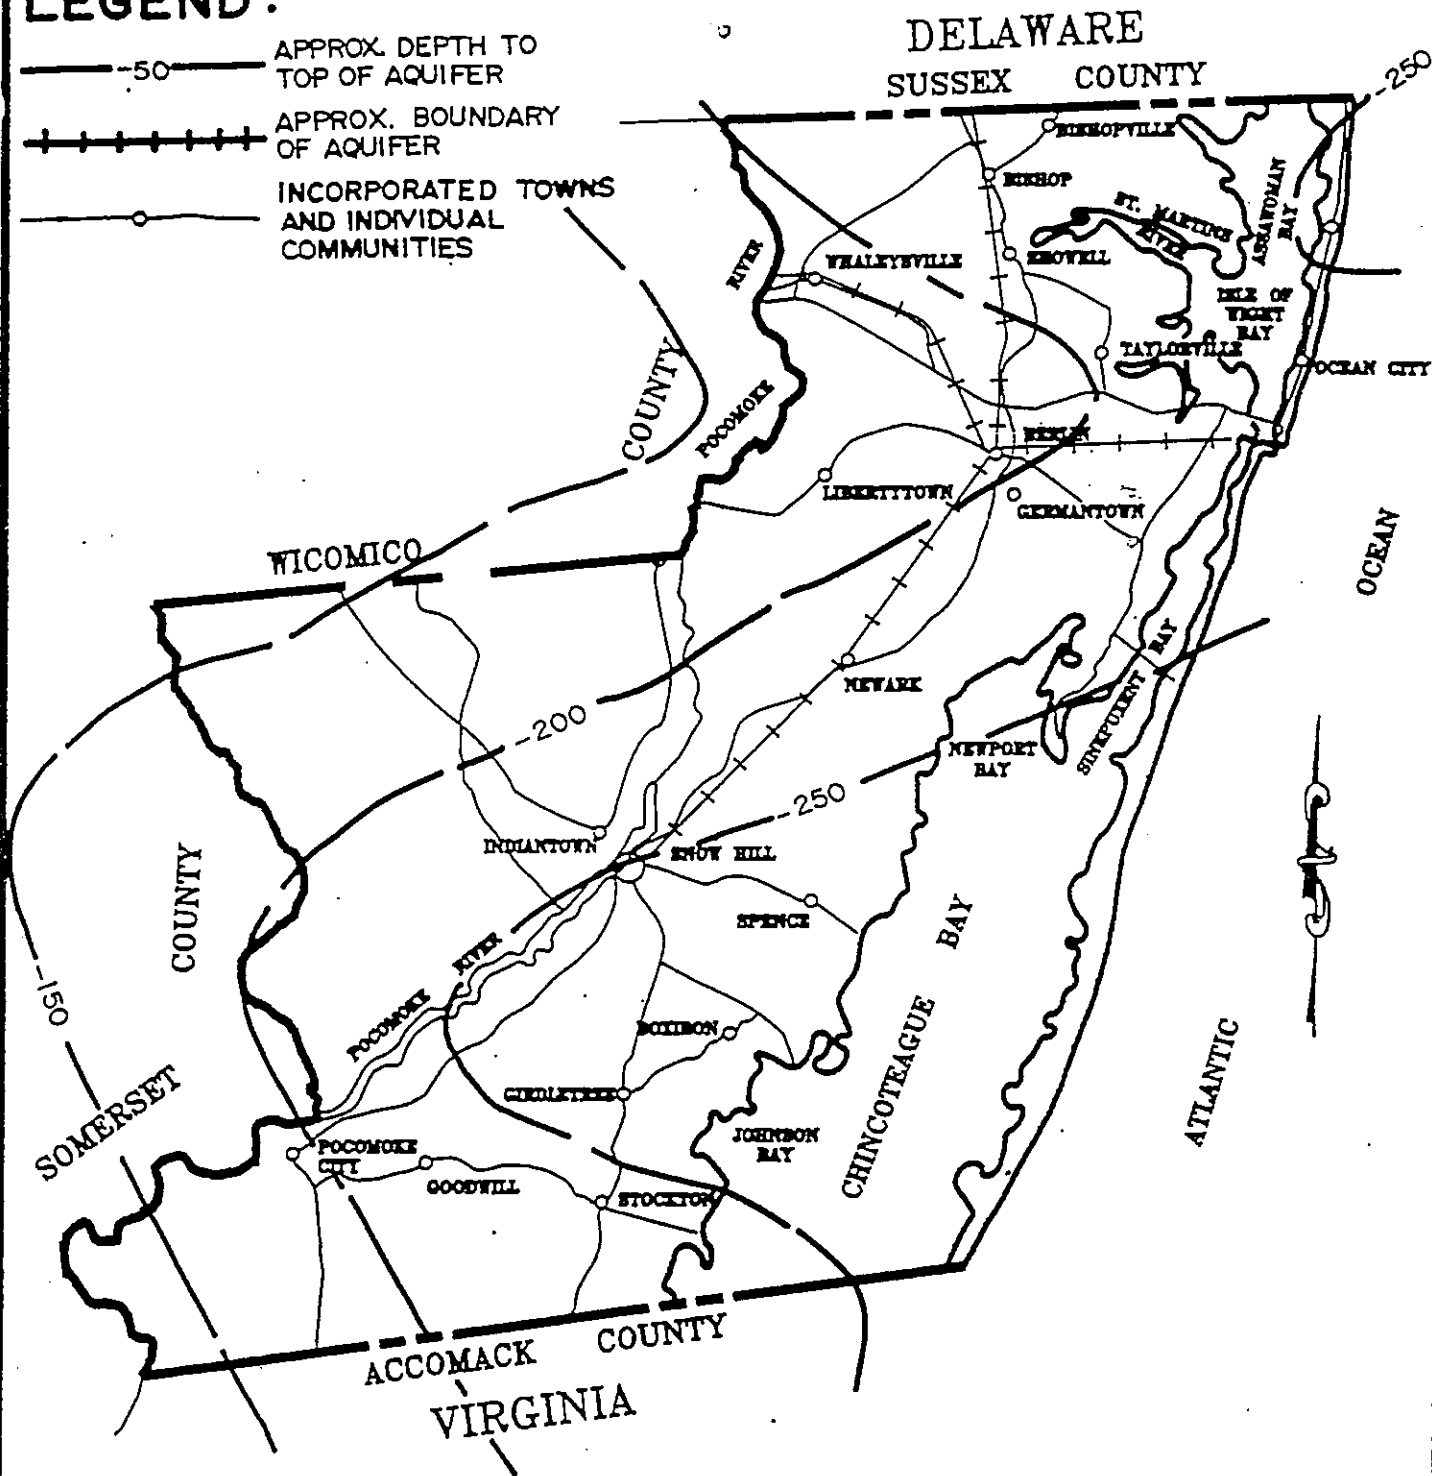 LEGEND:
-50
APPROX. DEPTH TO
TOP OF AQUIFER
APPROX. BOUNDARY
OF AQUIFER
INCORPORATED TOWNS
AND INDIVIDUAL
COMMUNITIES
DELAWARE
SUSSEX COUNTY
-250
BISHOPVILLE
BISHOP
ST. MARTINS
RIVER
ASSAWOMAN
BAY
SHOWELL
WHALEYSVILLE
RIVER
ISLE OF
WIGHT
BAY
TAYLORVILLE
OCEAN CITY
COUNTY
POCOMOKE
BERLIN
LIBERTYTOWN
GERMANTOWN
OCEAN
WICOMICO
BAY
NEWARK
SINEPUXENT
-200
NEWPORT
BAY
-250
INDIANTOWN
SNOW HILL
COUNTY
SPENCE
BAY
RIVER
-150
POCOMOKE
BOXIRON
CHINCOTEAGUE
ATLANTIC
GIRDLETREE
SOMERSET
JOHNSON
BAY
POCOMOKE
CITY
GOODWILL
STOCKTON
ACCOMACK COUNTY
VIRGINIA